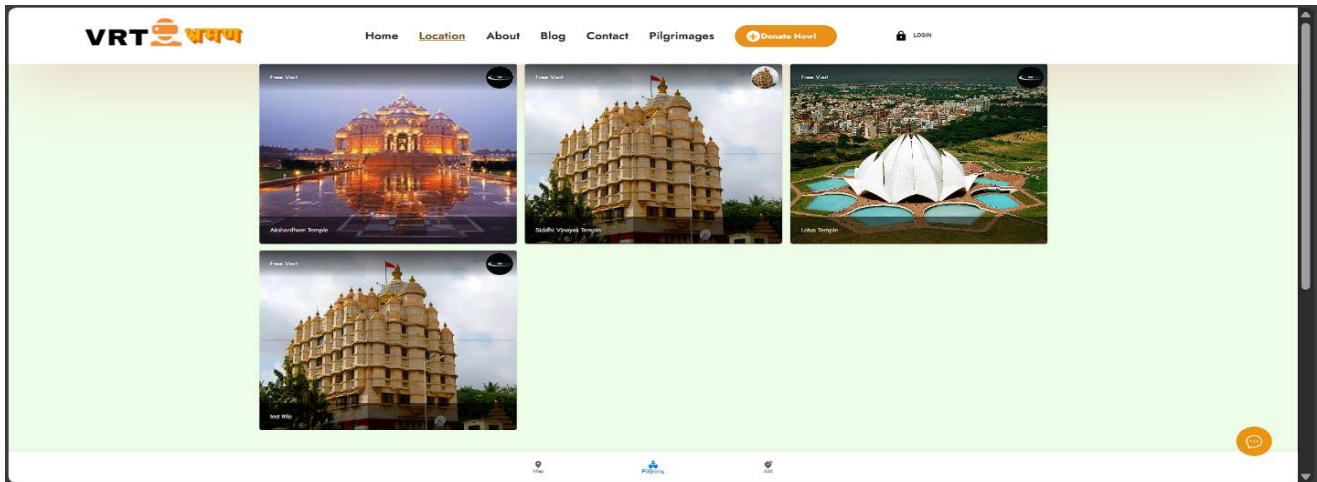 VRT भ्रमण
Home Location About Blog Contact Pilgrimages Donate Now! LOGIN
Free Visit Free Visit Free Visit
Akshardham Temple Siddhi Vinayak Temple Lotus Temple
Free Visit
test title
Map Pilgrims Add